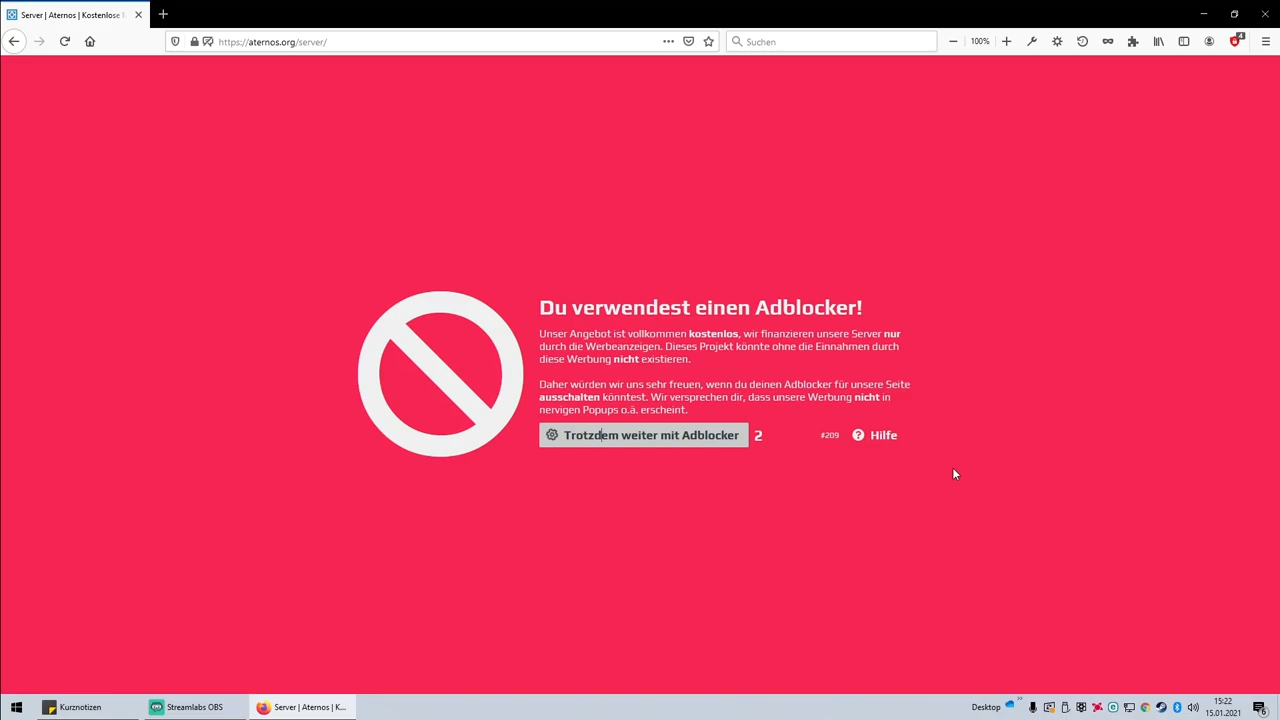 Server | Aternos | Kostenlose
https://aternos.org/server/
Suchen
100%
4
Du verwendest einen Adblocker!
Unser Angebot ist vollkommen kostenlos, wir finanzieren unsere Server nur
durch die Werbeanzeigen. Dieses Projekt könnte ohne die Einnahmen durch
diese Werbung nicht existieren.
Daher würden wir uns sehr freuen, wenn du deinen Adblocker für unsere Seite
ausschalten könntest. Wir versprechen dir, dass unsere Werbung nicht in
nervigen Popups o.ä. erscheint.
Trotzdem weiter mit Adblocker
2
#209
Hilfe
Kurznotizen
Streamlabs OBS
Server | Aternos | K...
Desktop
15:22
15.01.2021
6